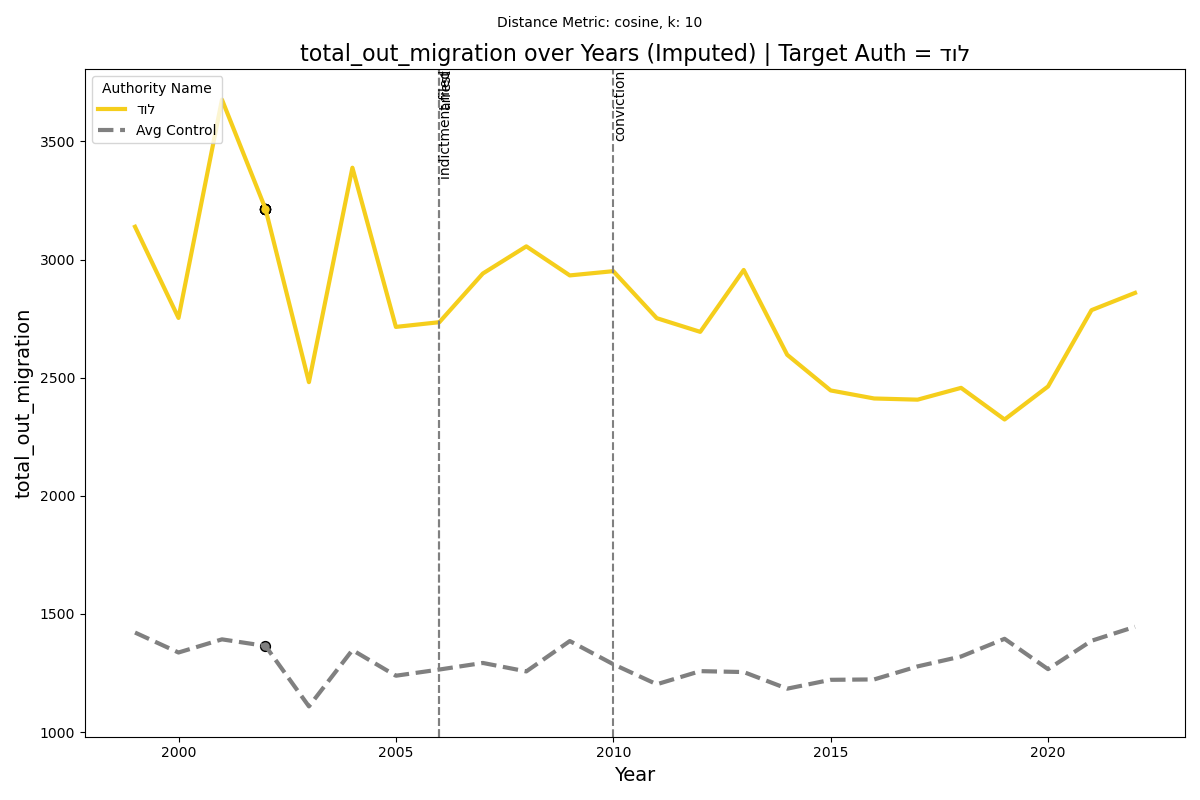 Distance Metric: cosine, k: 10
total_out_migration over Years (Imputed) | Target Auth = לוד
Authority Name
לוד
Avg Control
indictment
conviction
total_out_migration
3500
3000
2500
2000
1500
1000
2000
2005
2010
2015
2020
Year